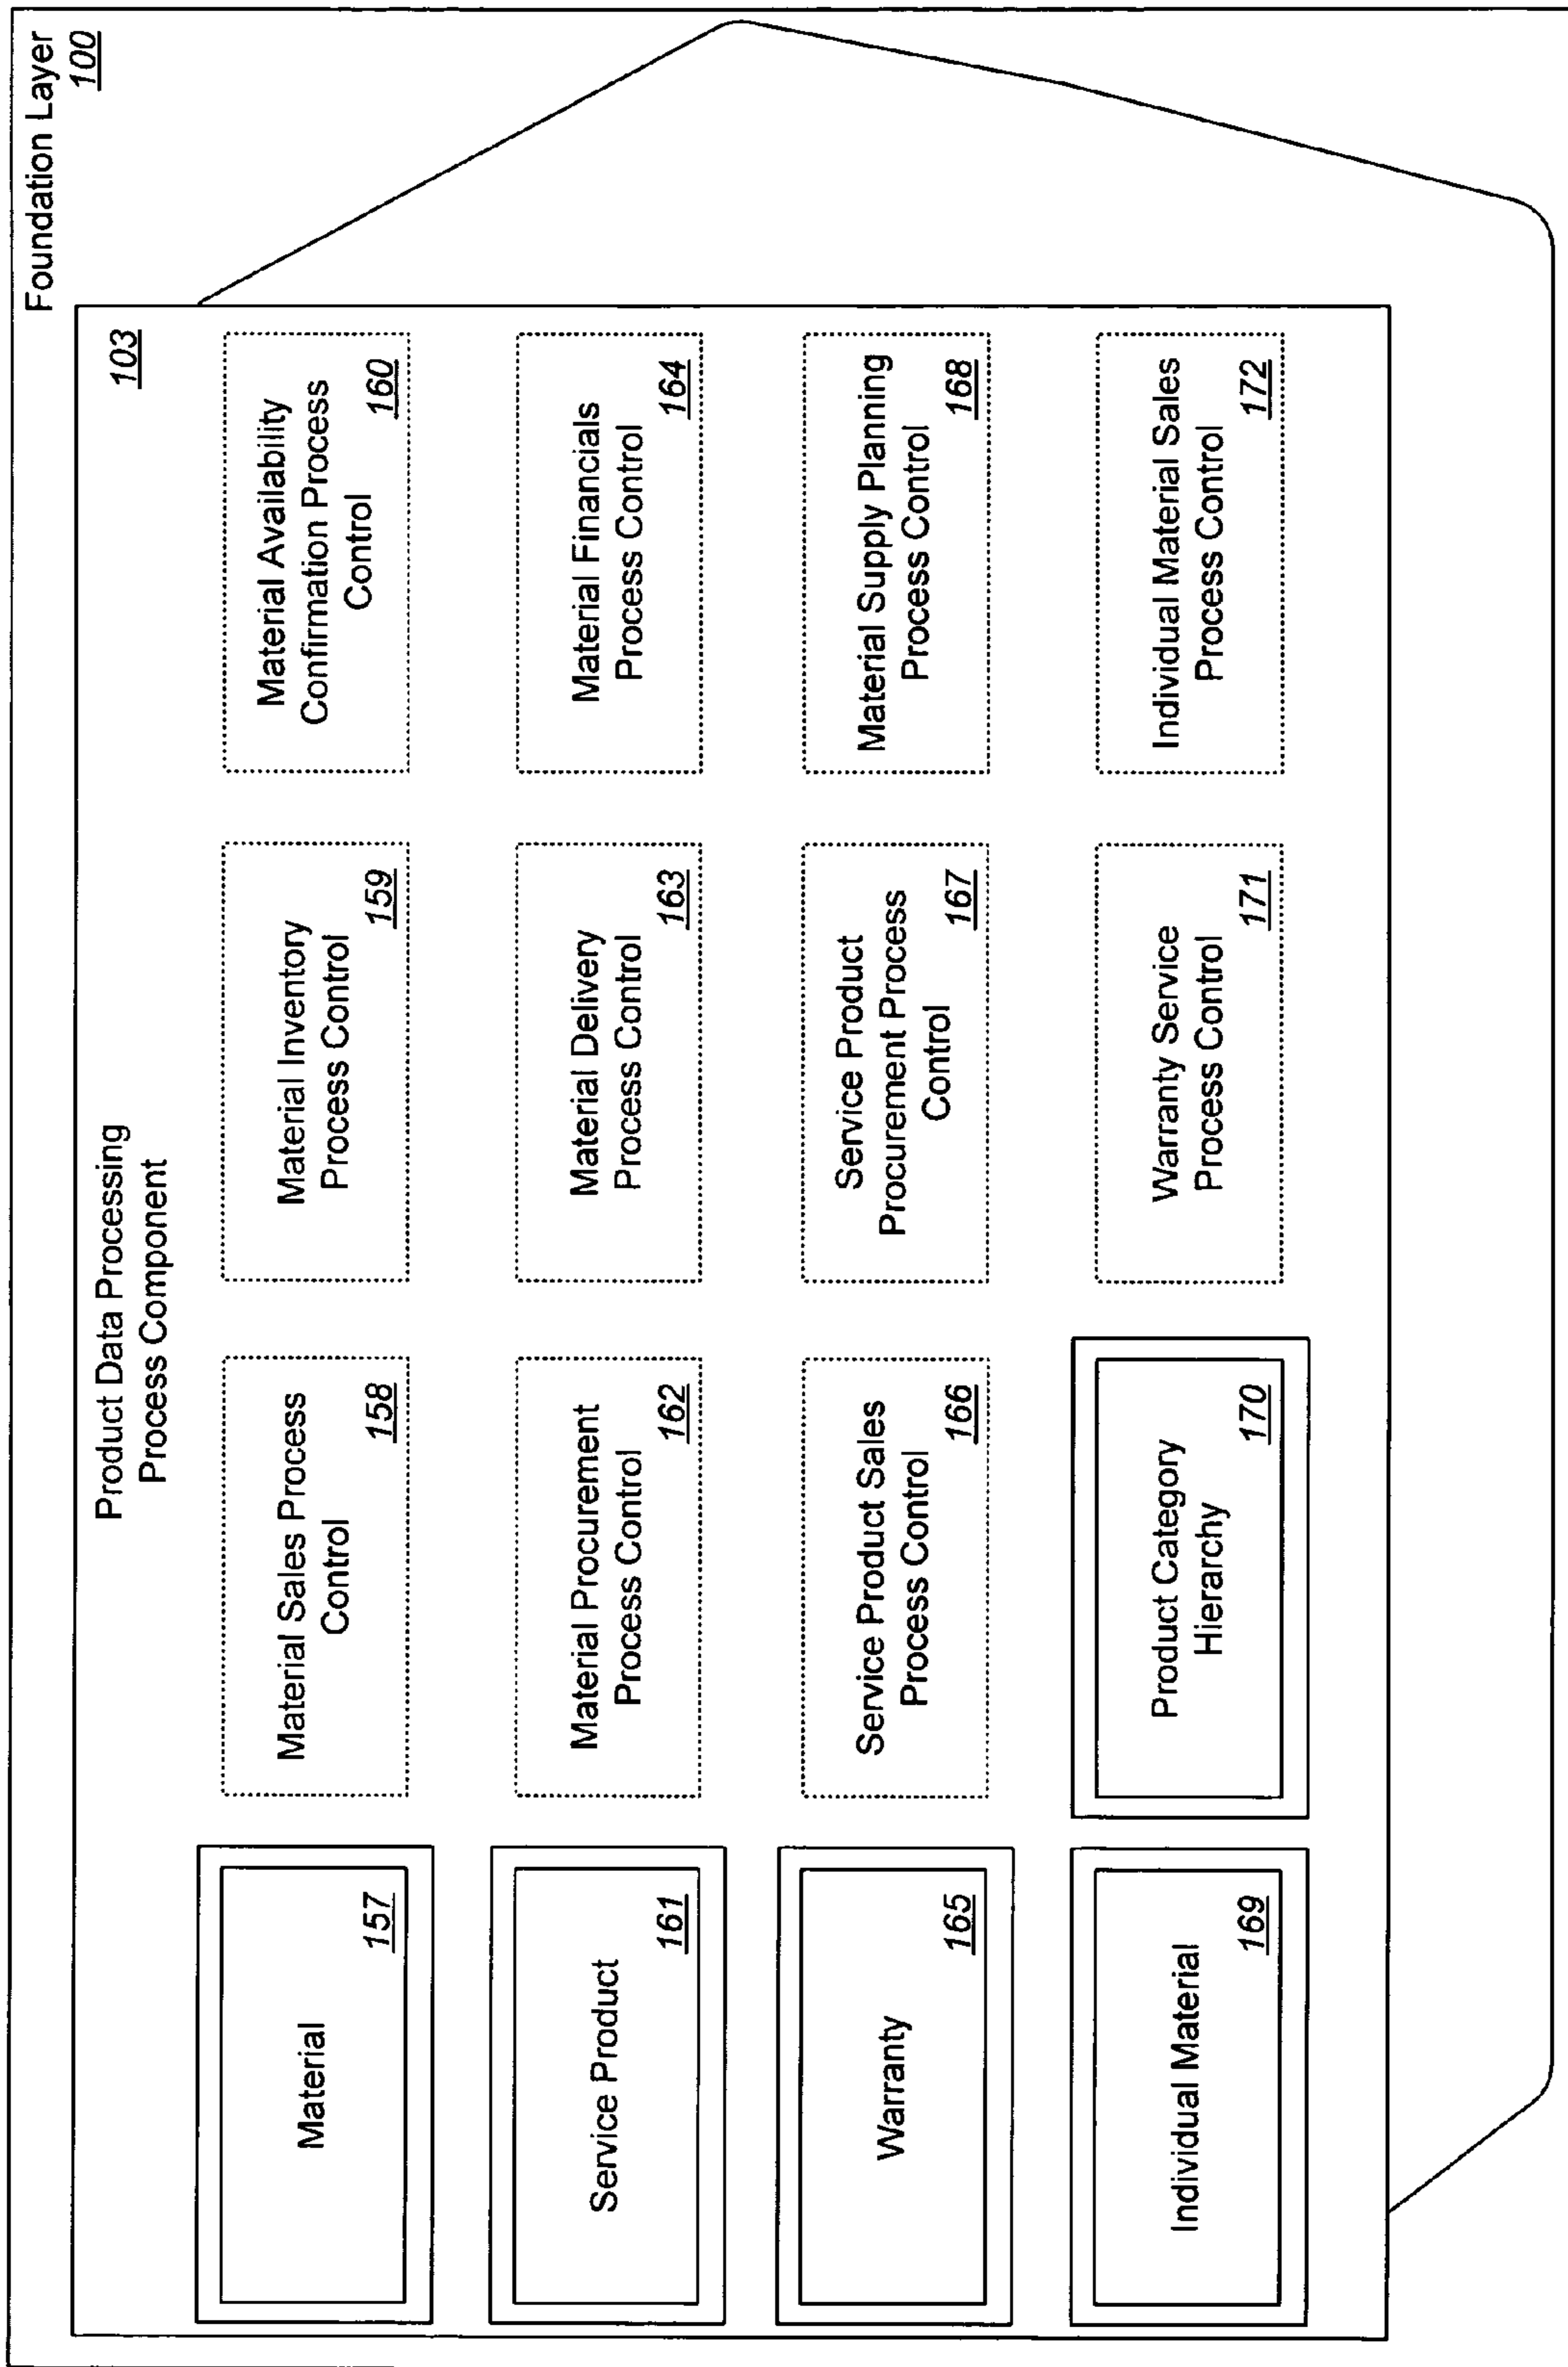 Foundation Layer
100
Product Data Processing
Process Component
103
Material
157
Material Sales Process
Control
158
Material Inventory
Process Control
159
Material Availability
Confirmation Process
Control
160
Service Product
161
Material Procurement
Process Control
162
Material Delivery
Process Control
163
Material Financials
Process Control
164
Warranty
165
Service Product Sales
Process Control
166
Service Product
Procurement Process
Control
167
Material Supply Planning
Process Control
168
Individual Material
169
Product Category
Hierarchy
170
Warranty Service
Process Control
171
Individual Material Sales
Process Control
172